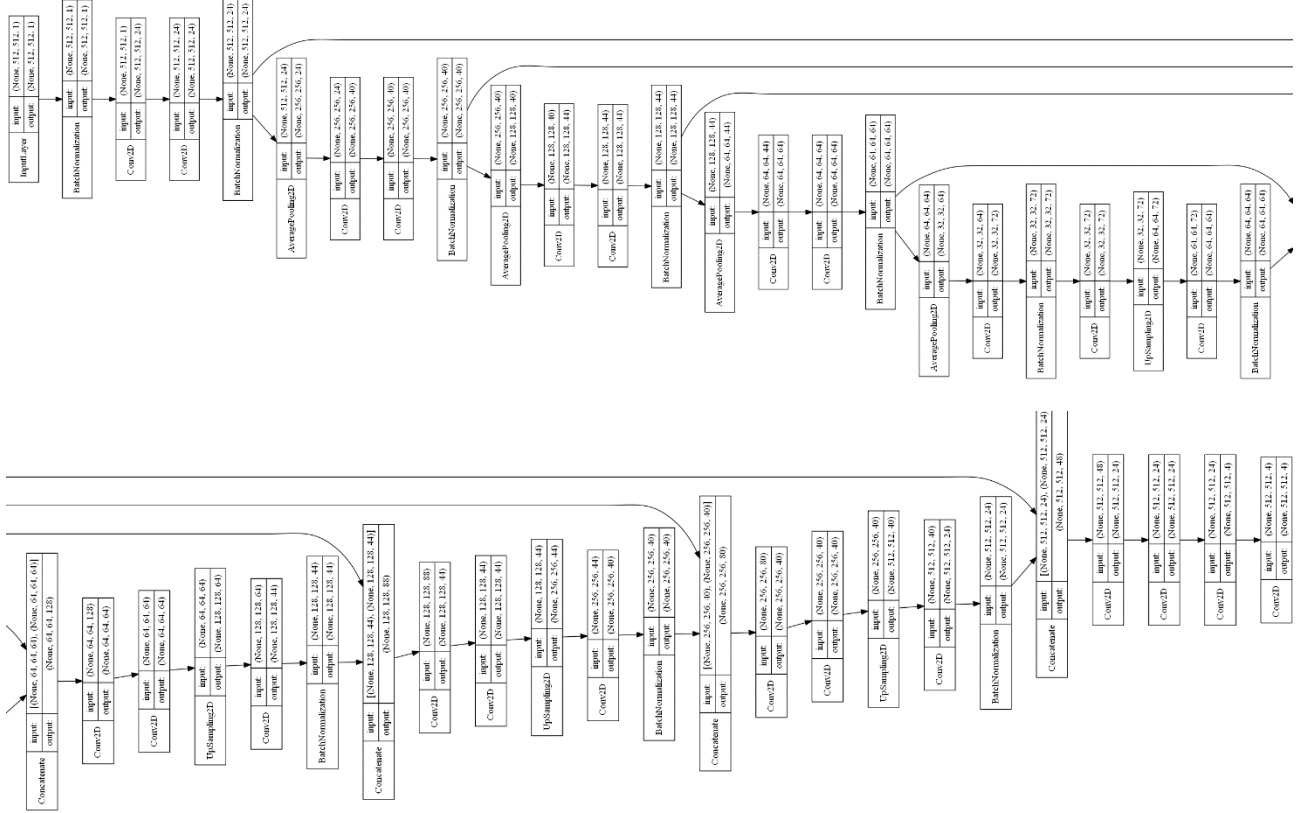 InputLayer
input: (None, 512, 512, 1)
output: (None, 512, 512, 1)
BatchNormalization
input: (None, 512, 512, 1)
output: (None, 512, 512, 1)
Conv2D
input: (None, 512, 512, 1)
output: (None, 512, 512, 24)
Conv2D
input: (None, 512, 512, 24)
output: (None, 512, 512, 24)
BatchNormalization
input: (None, 512, 512, 24)
output: (None, 512, 512, 24)
AveragePooling2D
input: (None, 512, 512, 24)
output: (None, 256, 256, 24)
Conv2D
input: (None, 256, 256, 24)
output: (None, 256, 256, 40)
Conv2D
input: (None, 256, 256, 40)
output: (None, 256, 256, 40)
BatchNormalization
input: (None, 256, 256, 40)
output: (None, 256, 256, 40)
AveragePooling2D
input: (None, 256, 256, 40)
output: (None, 128, 128, 40)
Conv2D
input: (None, 128, 128, 40)
output: (None, 128, 128, 44)
Conv2D
input: (None, 128, 128, 44)
output: (None, 128, 128, 44)
BatchNormalization
input: (None, 128, 128, 44)
output: (None, 128, 128, 44)
AveragePooling2D
input: (None, 128, 128, 44)
output: (None, 64, 64, 44)
Conv2D
input: (None, 64, 64, 44)
output: (None, 64, 64, 64)
Conv2D
input: (None, 64, 64, 64)
output: (None, 64, 64, 64)
BatchNormalization
input: (None, 64, 64, 64)
output: (None, 64, 64, 64)
AveragePooling2D
input: (None, 64, 64, 64)
output: (None, 32, 32, 64)
Conv2D
input: (None, 32, 32, 64)
output: (None, 32, 32, 72)
BatchNormalization
input: (None, 32, 32, 72)
output: (None, 32, 32, 72)
Conv2D
input: (None, 32, 32, 72)
output: (None, 32, 32, 72)
UpSampling2D
input: (None, 32, 32, 72)
output: (None, 64, 64, 72)
Conv2D
input: (None, 64, 64, 72)
output: (None, 64, 64, 64)
BatchNormalization
input: (None, 64, 64, 64)
output: (None, 64, 64, 64)
Concatenate
input: [(None, 64, 64, 64), (None, 64, 64, 64)]
output: (None, 64, 64, 128)
Conv2D
input: (None, 64, 64, 128)
output: (None, 64, 64, 64)
Conv2D
input: (None, 64, 64, 64)
output: (None, 64, 64, 64)
UpSampling2D
input: (None, 64, 64, 64)
output: (None, 128, 128, 64)
Conv2D
input: (None, 128, 128, 64)
output: (None, 128, 128, 44)
BatchNormalization
input: (None, 128, 128, 44)
output: (None, 128, 128, 44)
Concatenate
input: [(None, 128, 128, 44), (None, 128, 128, 44)]
output: (None, 128, 128, 88)
Conv2D
input: (None, 128, 128, 88)
output: (None, 128, 128, 44)
Conv2D
input: (None, 128, 128, 44)
output: (None, 128, 128, 44)
UpSampling2D
input: (None, 128, 128, 44)
output: (None, 256, 256, 44)
Conv2D
input: (None, 256, 256, 44)
output: (None, 256, 256, 40)
BatchNormalization
input: (None, 256, 256, 40)
output: (None, 256, 256, 40)
Concatenate
input: [(None, 256, 256, 40), (None, 256, 256, 40)]
output: (None, 256, 256, 80)
Conv2D
input: (None, 256, 256, 80)
output: (None, 256, 256, 40)
Conv2D
input: (None, 256, 256, 40)
output: (None, 256, 256, 40)
UpSampling2D
input: (None, 256, 256, 40)
output: (None, 512, 512, 40)
Conv2D
input: (None, 512, 512, 40)
output: (None, 512, 512, 24)
BatchNormalization
input: (None, 512, 512, 24)
output: (None, 512, 512, 24)
Concatenate
input: [(None, 512, 512, 24), (None, 512, 512, 24)
output: (None, 512, 512, 48)
Conv2D
input: (None, 512, 512, 48)
output: (None, 512, 512, 24)
Conv2D
input: (None, 512, 512, 24)
output: (None, 512, 512, 24)
Conv2D
input: (None, 512, 512, 24)
output: (None, 512, 512, 4)
Conv2D
input: (None, 512, 512, 4)
output: (None, 512, 512, 4)